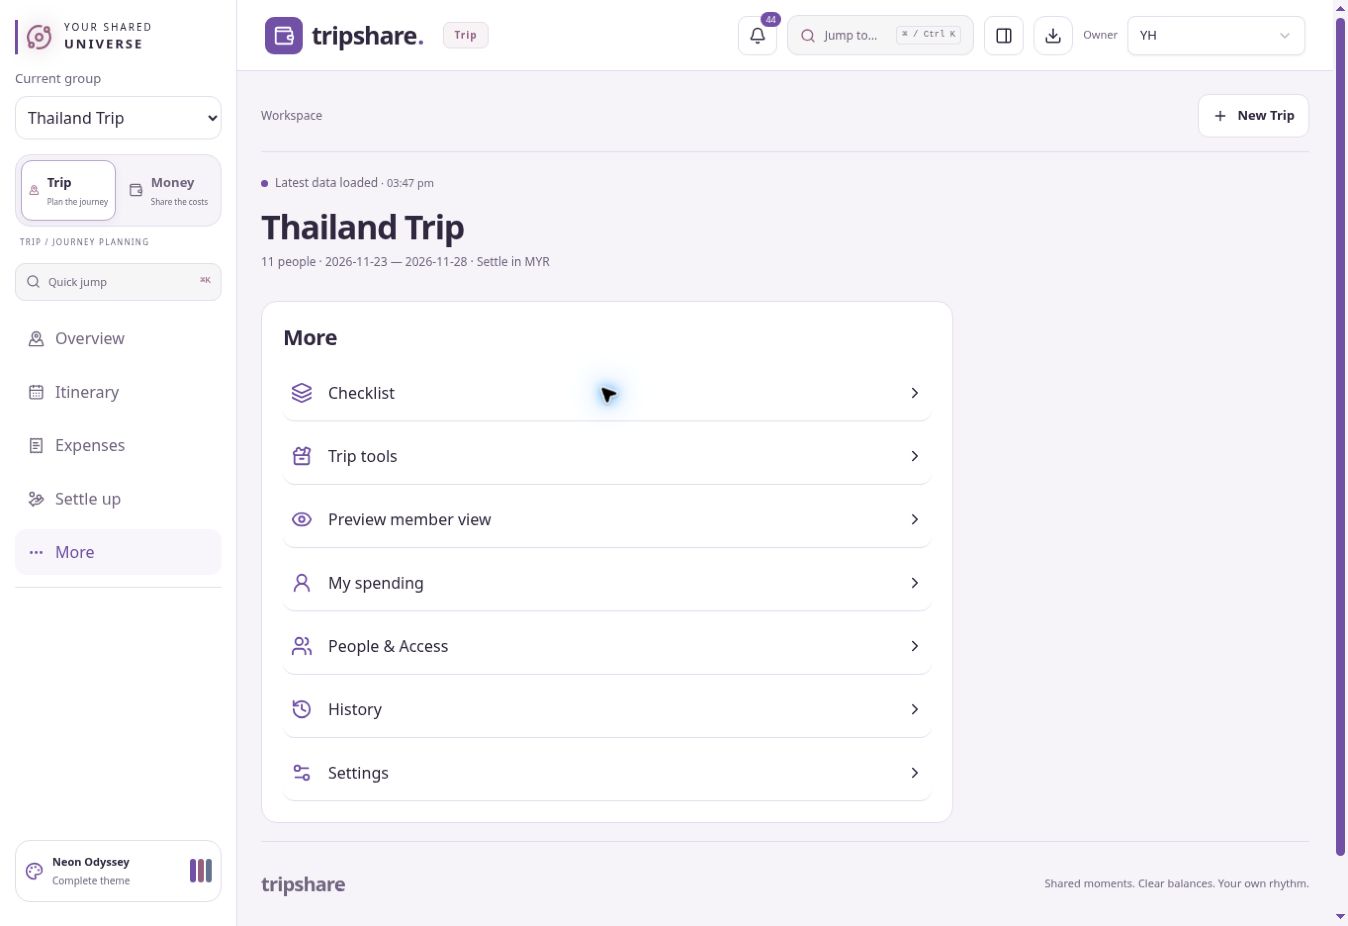 YOUR SHARED
UNIVERSE
Current group
Thailand Trip
Trip
Plan the journey
Money
Share the costs
TRIP / JOURNEY PLANNING
Quick jump
⌘K
Overview
Itinerary
Expenses
Settle up
More
Neon Odyssey
Complete theme
tripshare.
Trip
44
Jump to...
⌘ / Ctrl K
Owner
YH
Workspace
New Trip
Latest data loaded · 03:47 pm
Thailand Trip
11 people · 2026-11-23 — 2026-11-28 · Settle in MYR
More
Checklist
Trip tools
Preview member view
My spending
People & Access
History
Settings
tripshare
Shared moments. Clear balances. Your own rhythm.